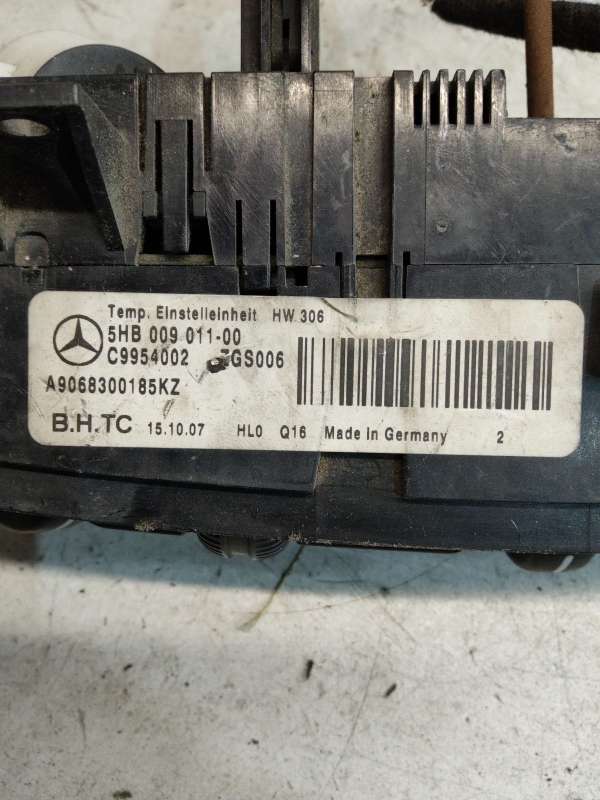 Temp. Einstelleinheit HW 306
5HB 009 011-00
C9954002 ZGS006
A9068300185KZ
B.H.TC 15.10.07 HL0 Q16 Made in Germany 2